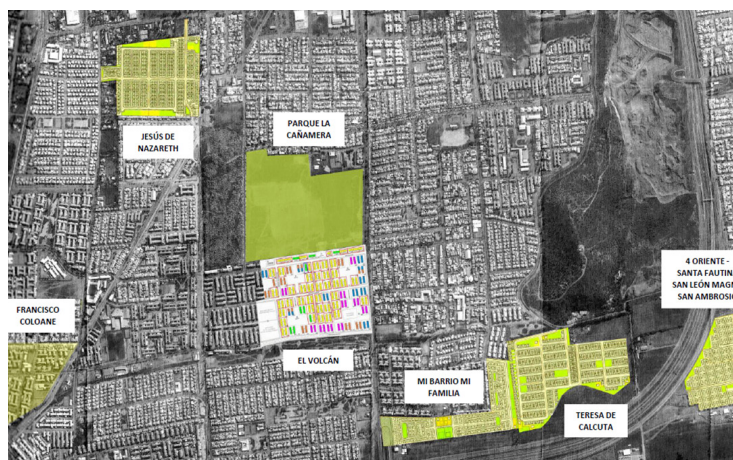 JESÚS DE
NAZARETH
PARQUE LA
CAÑAMERA
4 ORIENTE -
SANTA FAUTIN
SAN LEÓN MAGN
SAN AMBROSIO
FRANCISCO
COLOANE
EL VOLCÁN
MI BARRIO MI
FAMILIA
TERESA DE
CALCUTA